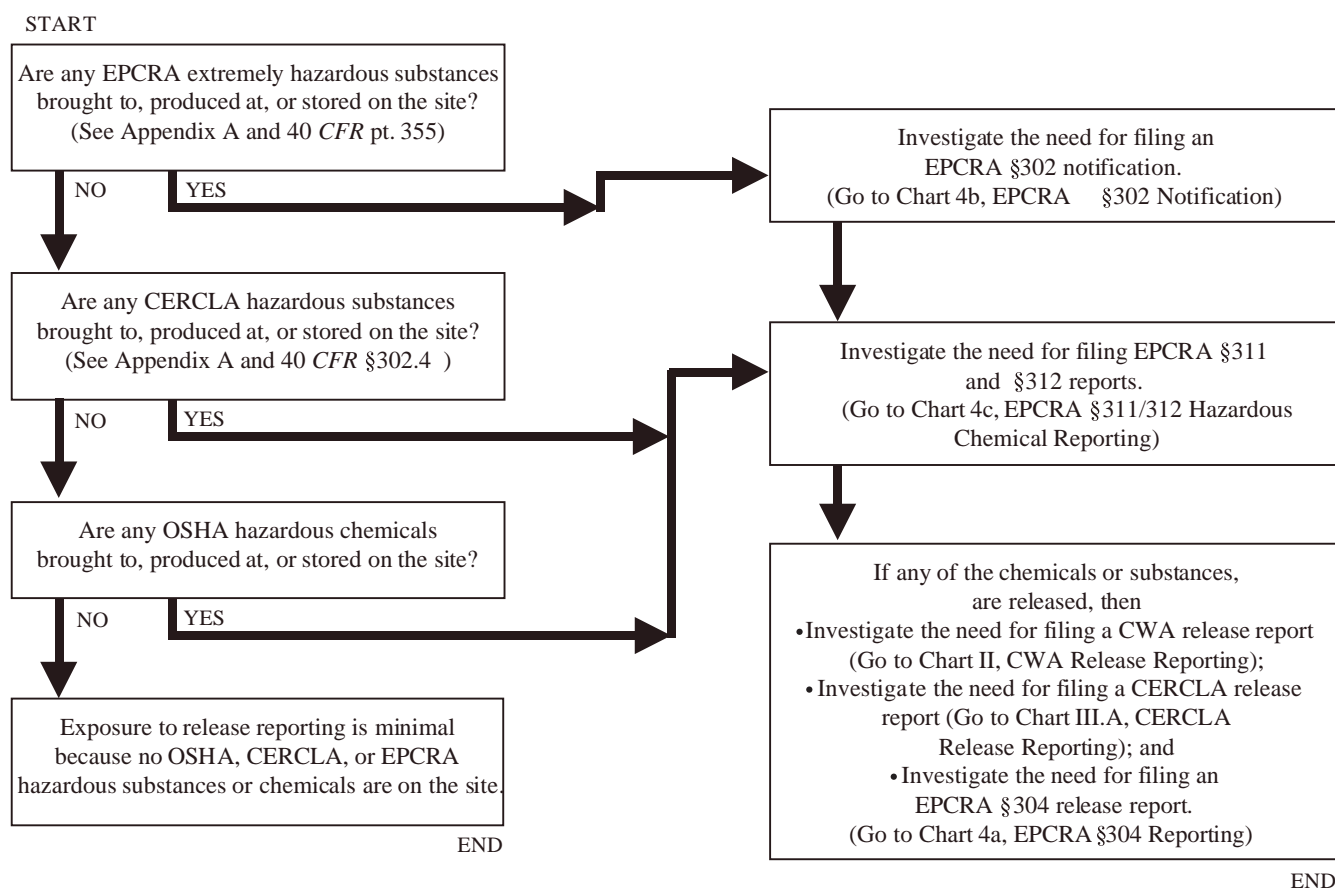 START
Are any EPCRA extremely hazardous substances
brought to, produced at, or stored on the site?
(See Appendix A and 40 CFR pt. 355)
NO
YES
Are any CERCLA hazardous substances
brought to, produced at, or stored on the site?
(See Appendix A and 40 CFR §302.4 )
NO
YES
Are any OSHA hazardous chemicals
brought to, produced at, or stored on the site?
NO
YES
Exposure to release reporting is minimal
because no OSHA, CERCLA, or EPCRA
hazardous substances or chemicals are on the site.
END
Investigate the need for filing an
EPCRA §302 notification.
(Go to Chart 4b, EPCRA §302 Notification)
Investigate the need for filing EPCRA §311
and §312 reports.
(Go to Chart 4c, EPCRA §311/312 Hazardous
Chemical Reporting)
If any of the chemicals or substances,
are released, then
•Investigate the need for filing a CWA release report
(Go to Chart II, CWA Release Reporting);
•Investigate the need for filing a CERCLA release
report (Go to Chart III.A, CERCLA
Release Reporting); and
•Investigate the need for filing an
EPCRA §304 release report.
(Go to Chart 4a, EPCRA §304 Reporting)
END